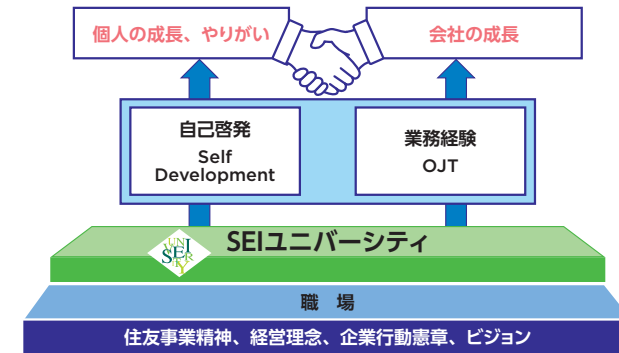 個人の成長、やりがい
会社の成長
自己啓発
Self
Development
業務経験
OJT
SEI UNIVERSITY
SEIユニバーシティ
職　場
住友事業精神、経営理念、企業行動憲章、ビジョン